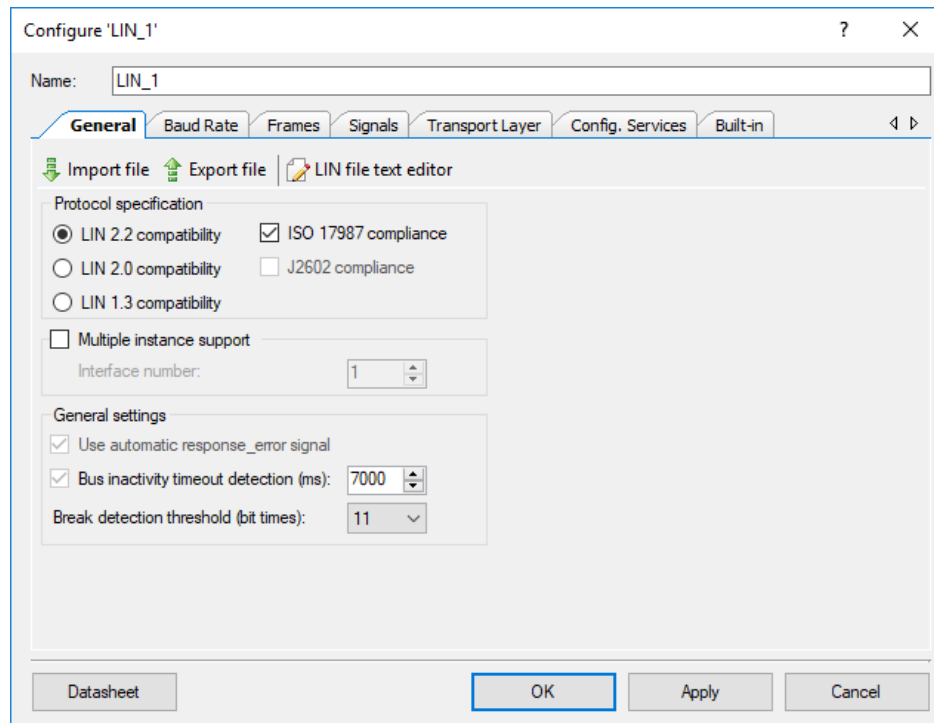 Configure 'LIN_1' ?
Name: LIN_1
General Baud Rate Frames Signals Transport Layer Config. Services Built-in
Import file Export file LIN file text editor
Protocol specification
LIN 2.2 compatibility ISO 17987 compliance
LIN 2.0 compatibility J2602 compliance
LIN 1.3 compatibility
Multiple instance support
Interface number: 1
General settings
Use automatic response_error signal
Bus inactivity timeout detection (ms): 7000
Break detection threshold (bit times): 11
Datasheet OK Apply Cancel